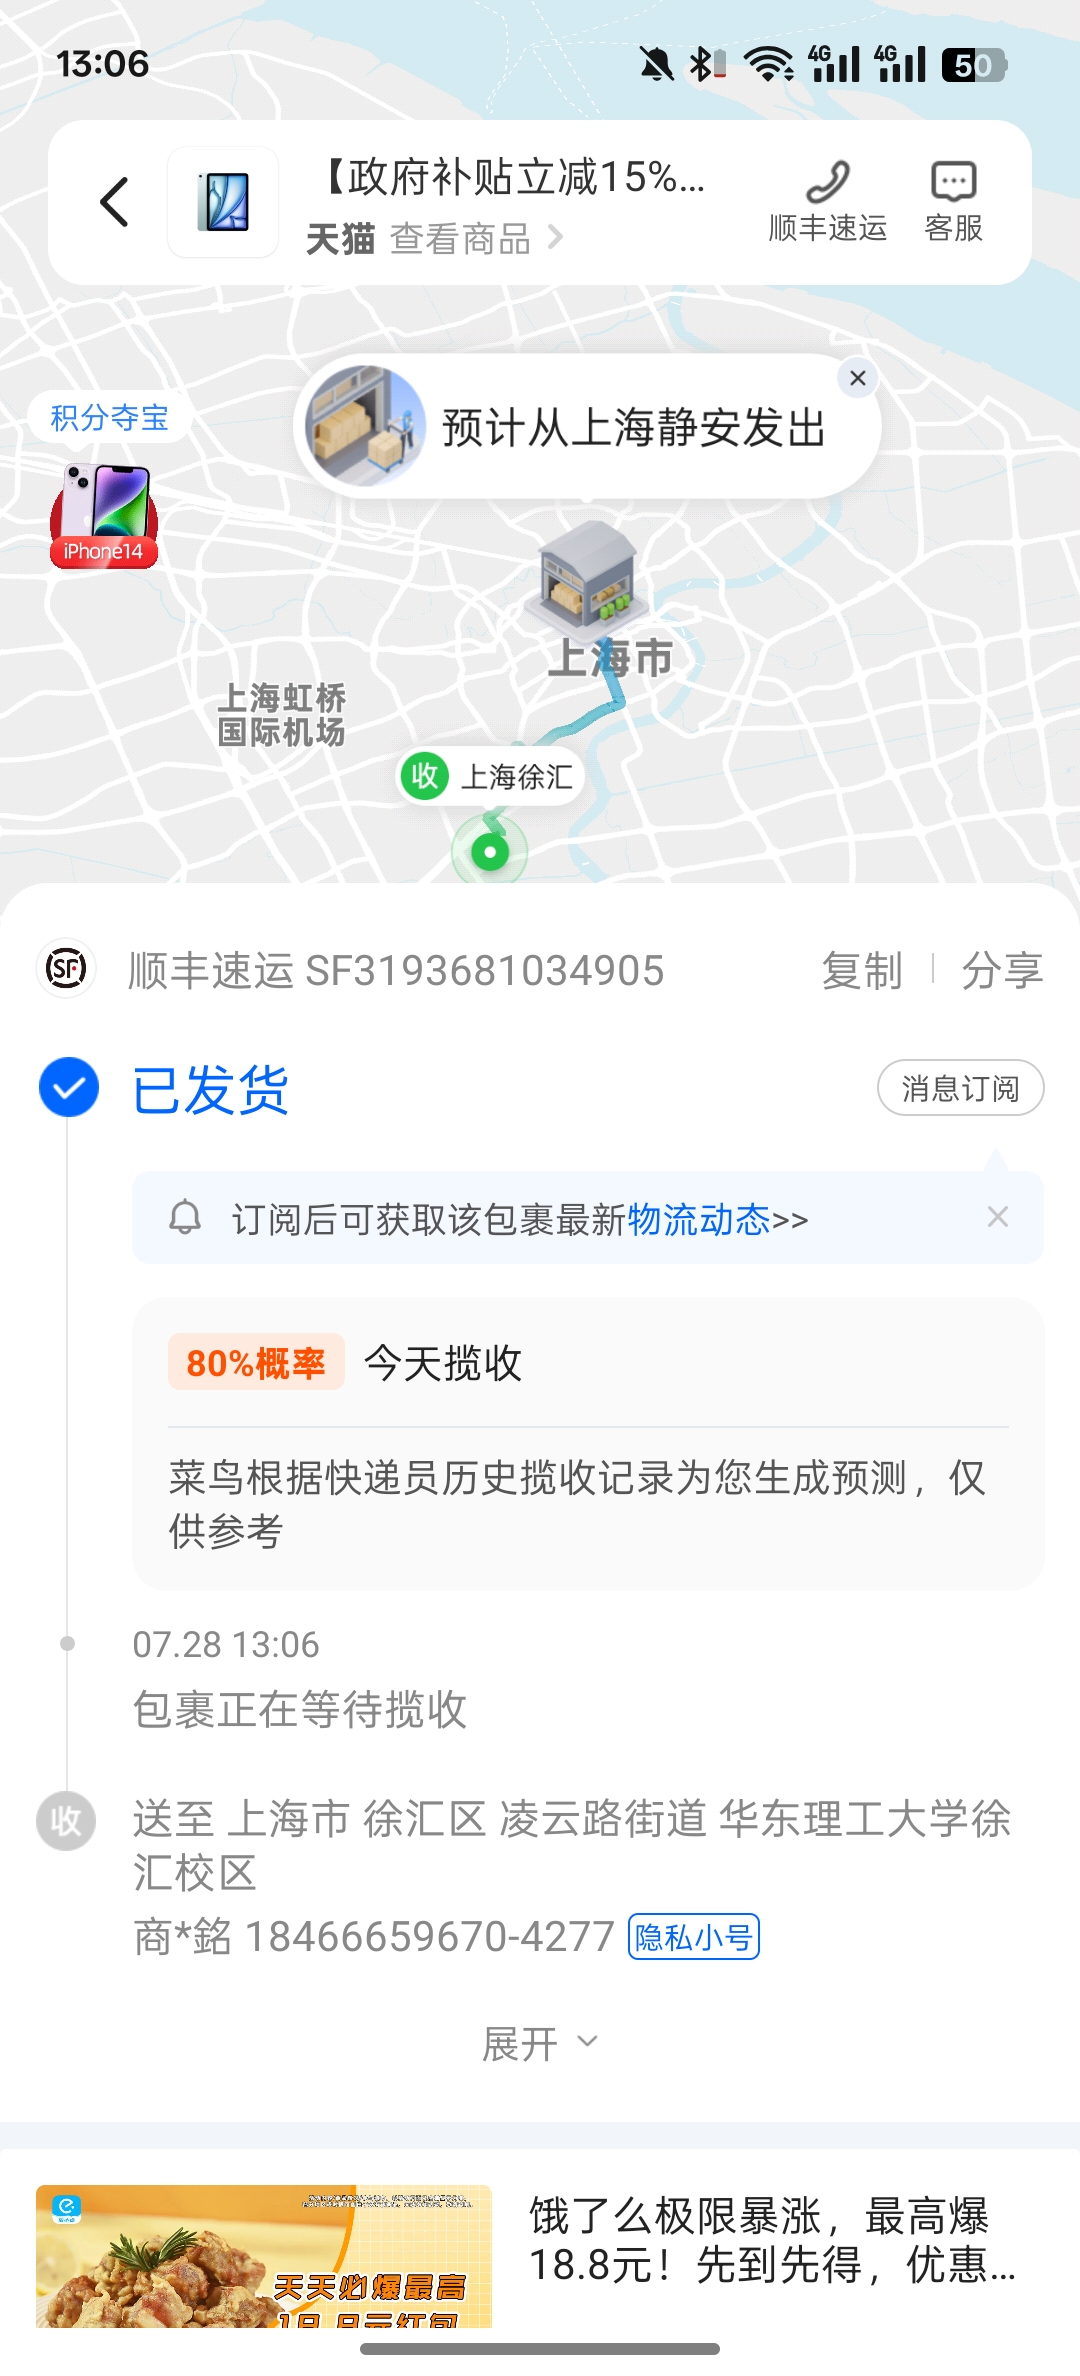 13:06
4G
4G
50
【政府补贴立减15%...
天猫 查看商品
顺丰速运
客服
预计从上海静安发出
积分夺宝
iPhone14
上海市
上海虹桥
国际机场
收 上海徐汇
SF 顺丰速运 SF3193681034905
复制 | 分享
已发货
消息订阅
订阅后可获取该包裹最新物流动态>>
80%概率 今天揽收
菜鸟根据快递员历史揽收记录为您生成预测，仅
供参考
07.28 13:06
包裹正在等待揽收
收 送至 上海市 徐汇区 凌云路街道 华东理工大学徐
汇校区
商*銘 18466659670-4277 隐私小号
展开
饿了么极限暴涨，最高爆
18.8元！先到先得，优惠...
天天必爆最高
18.8元红包